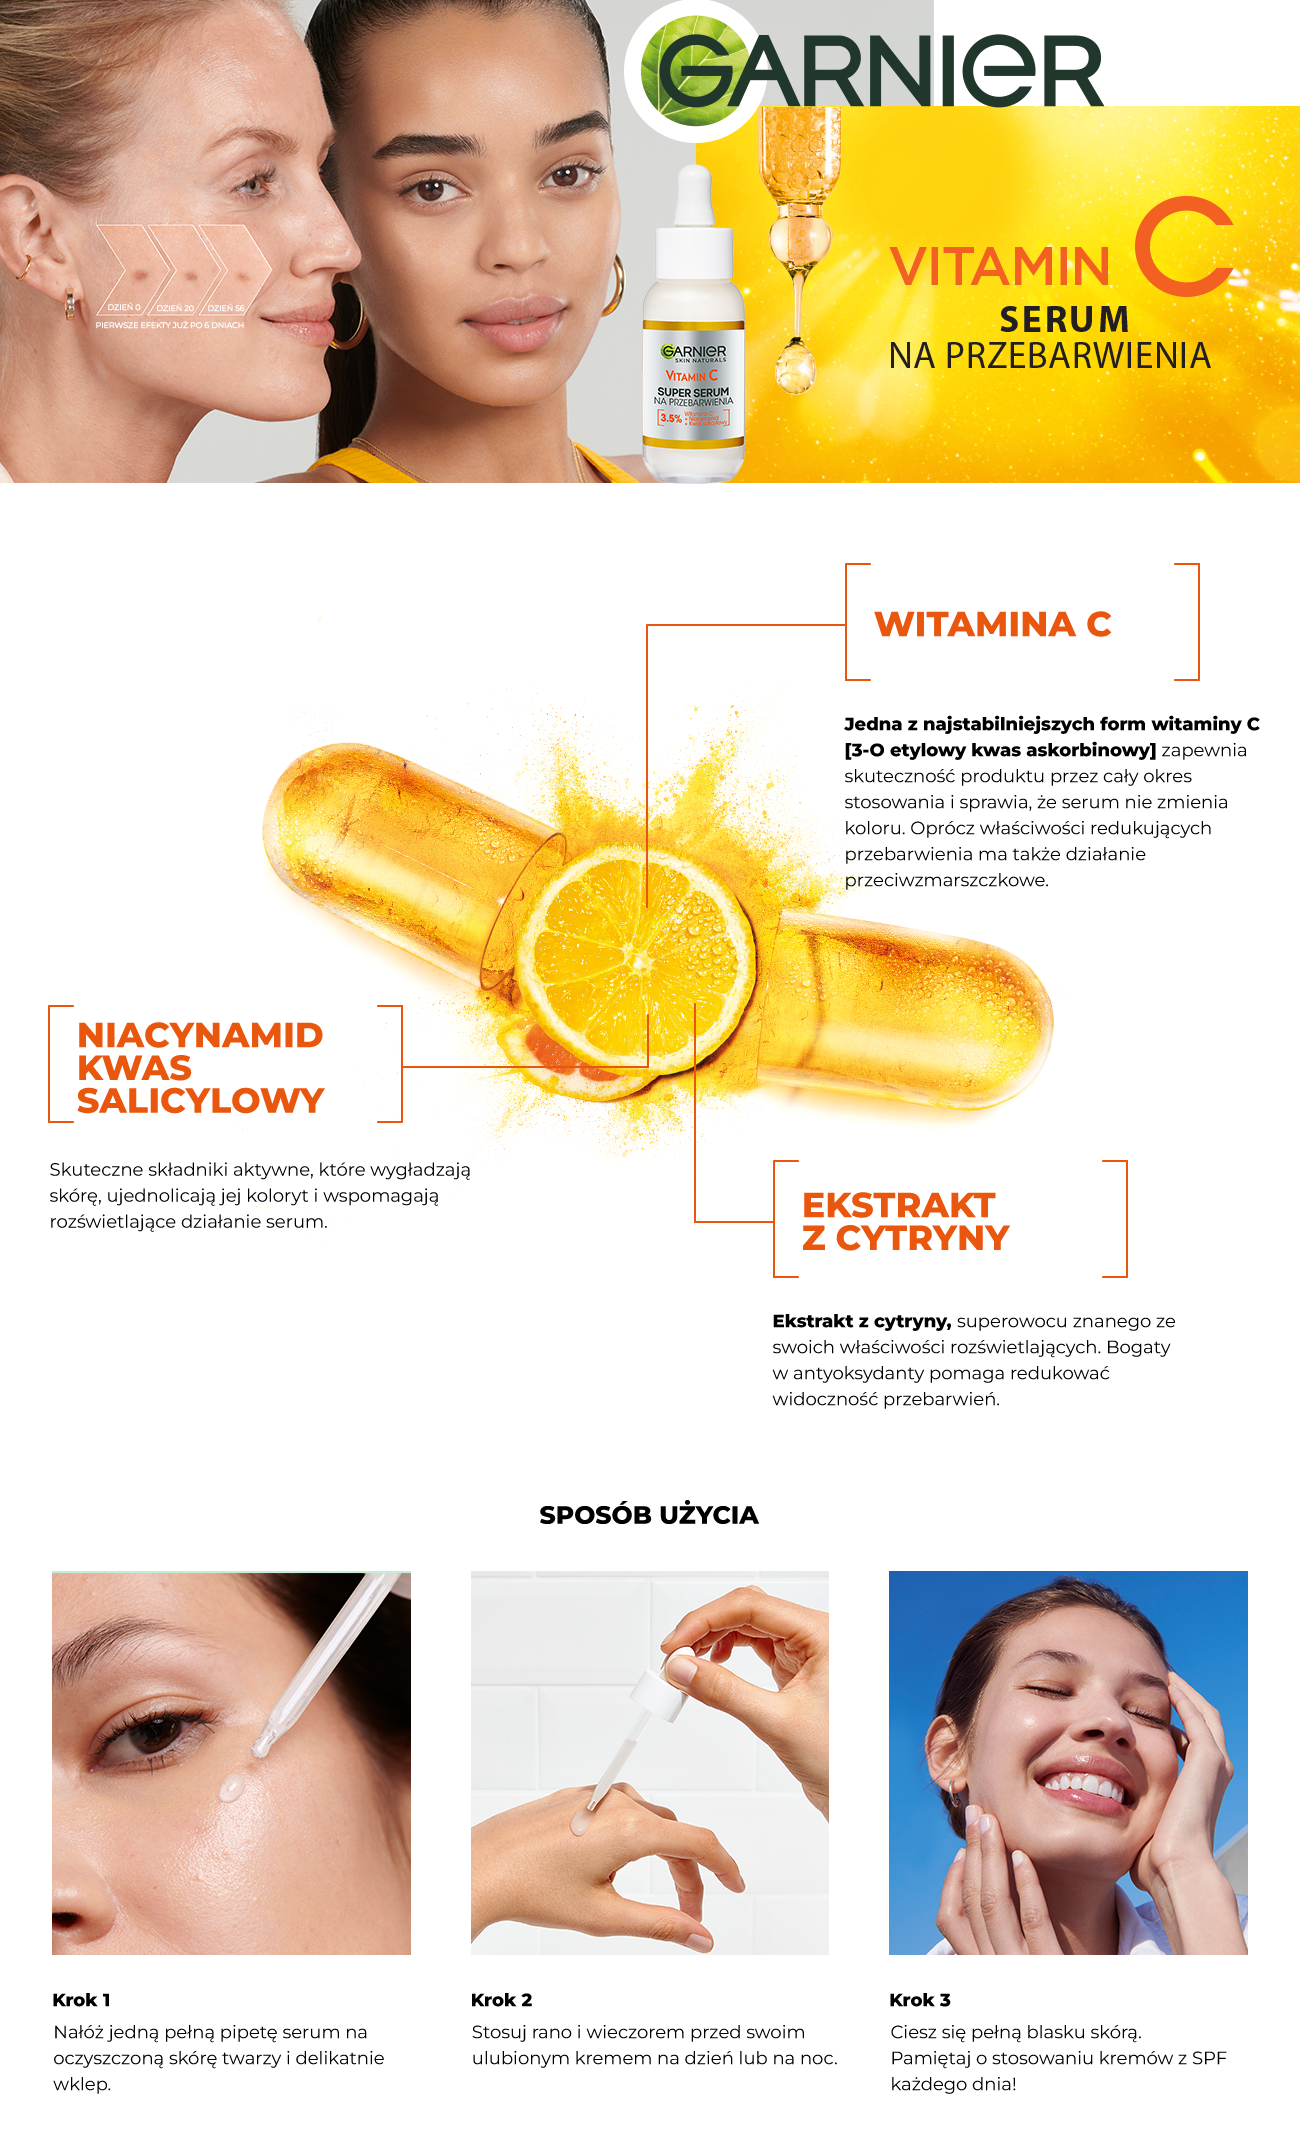 GARNIER
VITAMIN C
SERUM
NA PRZEBARWIENIA
DZIEŃ 0 DZIEŃ 20 DZIEŃ 56
PIERWSZE EFEKTY JUŻ PO 6 DNIACH
GARNIER
SKIN NATURALS
VITAMIN C
SUPER SERUM
NA PRZEBARWIENIA
[3.5%
WITAMINA C
Jedna z najstabilniejszych form witaminy C
[3-O etylowy kwas askorbinowy] zapewnia
skuteczność produktu przez cały okres
stosowania i sprawia, że serum nie zmienia
koloru. Oprócz właściwości redukujących
przebarwienia ma także działanie
przeciwzmarszczkowe.
NIACYNAMID
KWAS
SALICYLOWY
Skuteczne składniki aktywne, które wygładzają
skórę, ujednolicają jej koloryt i wspomagają
rozświetlające działanie serum.
EKSTRAKT
Z CYTRYNY
Ekstrakt z cytryny, superowocu znanego ze
swoich właściwości rozświetlających. Bogaty
w antyoksydanty pomaga redukować
widoczność przebarwień.
SPOSÓB UŻYCIA
Krok 1
Nałóż jedną pełną pipetę serum na
oczyszczoną skórę twarzy i delikatnie
wklep.
Krok 2
Stosuj rano i wieczorem przed swoim
ulubionym kremem na dzień lub na noc.
Krok 3
Ciesz się pełną blasku skórą.
Pamiętaj o stosowaniu kremów z SPF
każdego dnia!